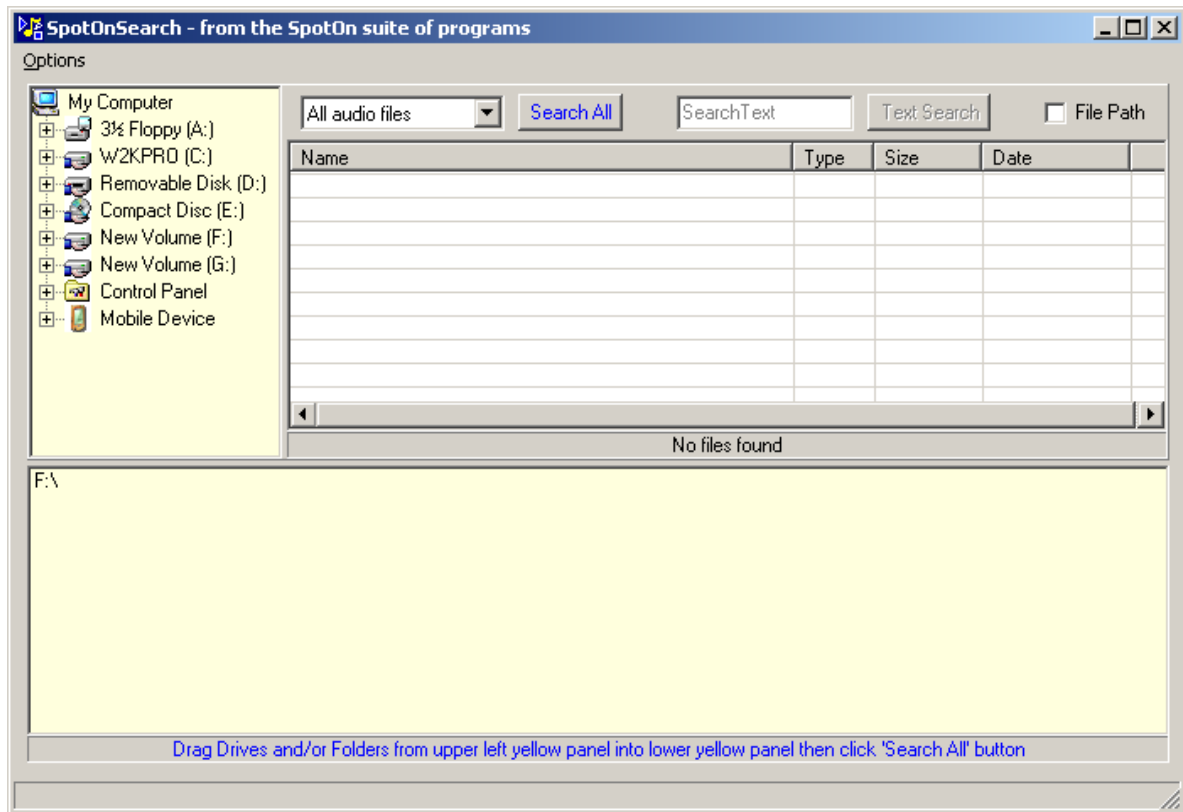 SpotOnSearch - from the SpotOn suite of programs
Options
My Computer
3½ Floppy (A:)
W2KPRO (C:)
Removable Disk (D:)
Compact Disc (E:)
New Volume (F:)
New Volume (G:)
Control Panel
Mobile Device
All audio files Search All SearchText Text Search File Path
Name Type Size Date
No files found
F:\
Drag Drives and/or Folders from upper left yellow panel into lower yellow panel then click 'Search All' button